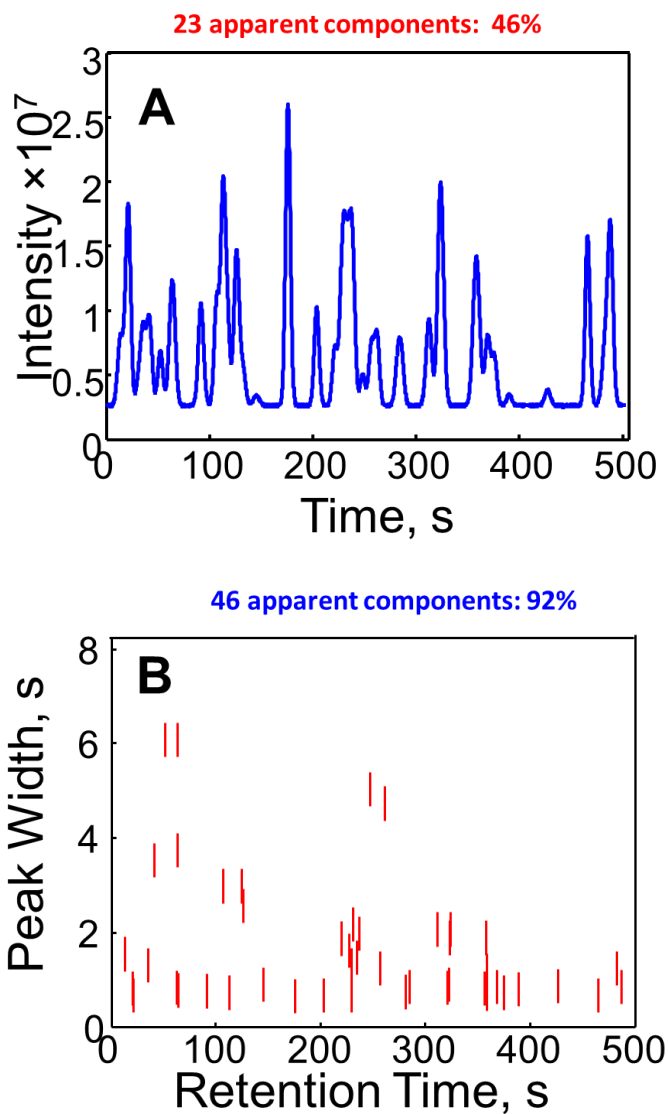 23 apparent components: 46%
A
Intensity ×10⁷
3
2.5
2
1.5
1
0.5
0
0 100 200 300 400 500
Time, s
46 apparent components: 92%
B
Peak Width, s
8
6
4
2
0
0 100 200 300 400 500
Retention Time, s